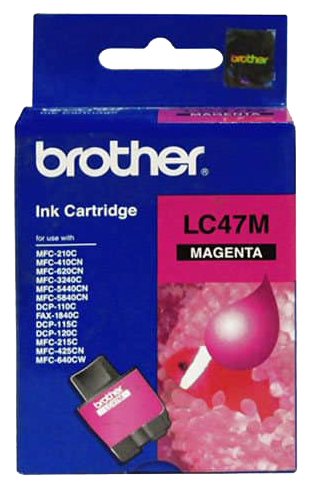 brother
brother
brother®
Ink Cartridge
for use with
MFC-210C
MFC-410CN
MFC-620CN
MFC-3240C
MFC-5440CN
MFC-5840CN
DCP-110C
FAX-1840C
DCP-115C
DCP-120C
MFC-215C
MFC-425CN
MFC-640CW
LC47M
MAGENTA
brother
MAGENTA